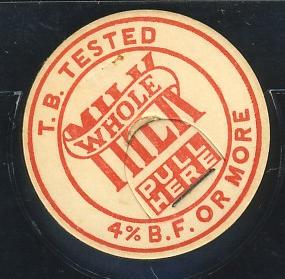 T. B. TESTED
MILK
WHOLE
MILK
PULL
HERE
4% B.F. OR MORE